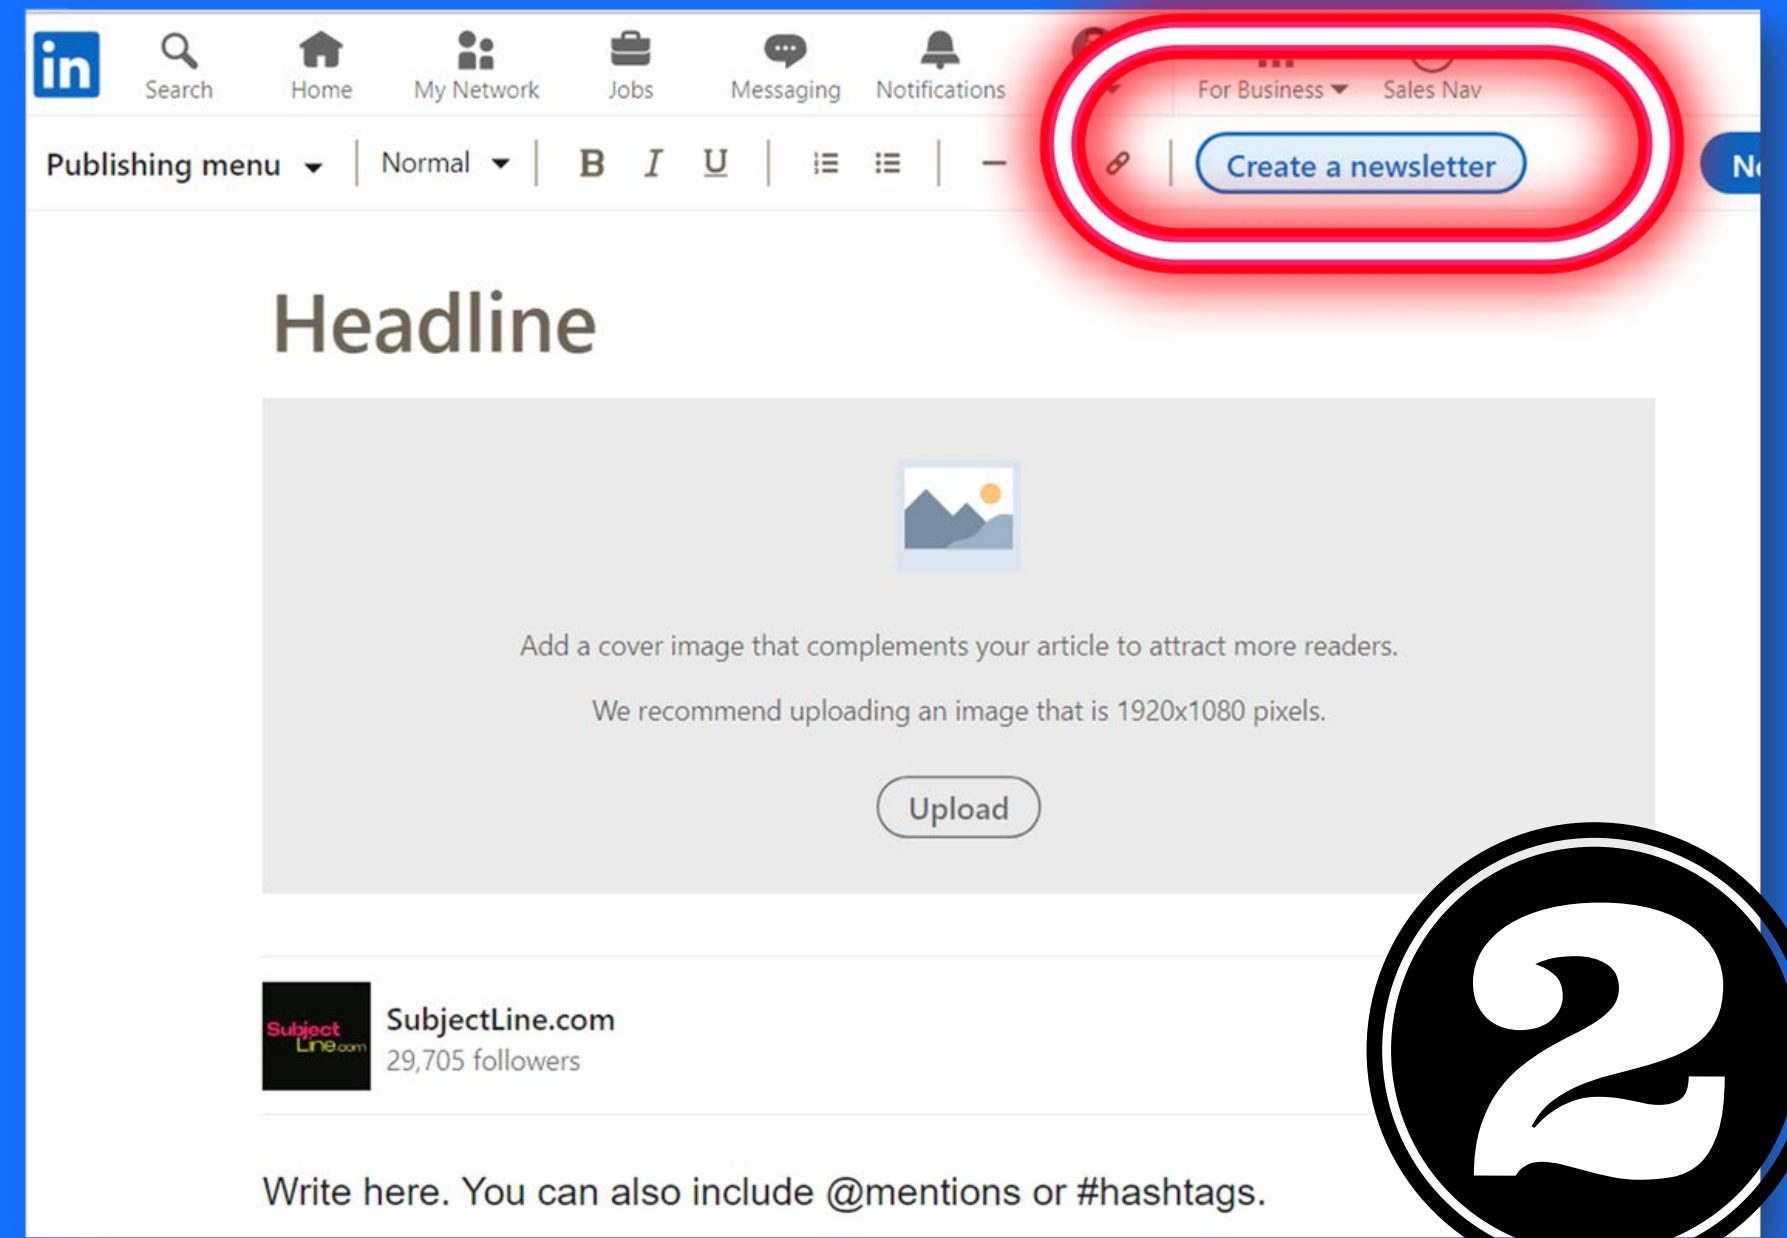 in
Search Home My Network Jobs Messaging Notifications For Business Sales Nav
Publishing menu Normal B I U Create a newsletter
Headline
Add a cover image that complements your article to attract more readers.
We recommend uploading an image that is 1920x1080 pixels.
Upload
Subject
Line.com
SubjectLine.com
29,705 followers
Write here. You can also include @mentions or #hashtags.
2